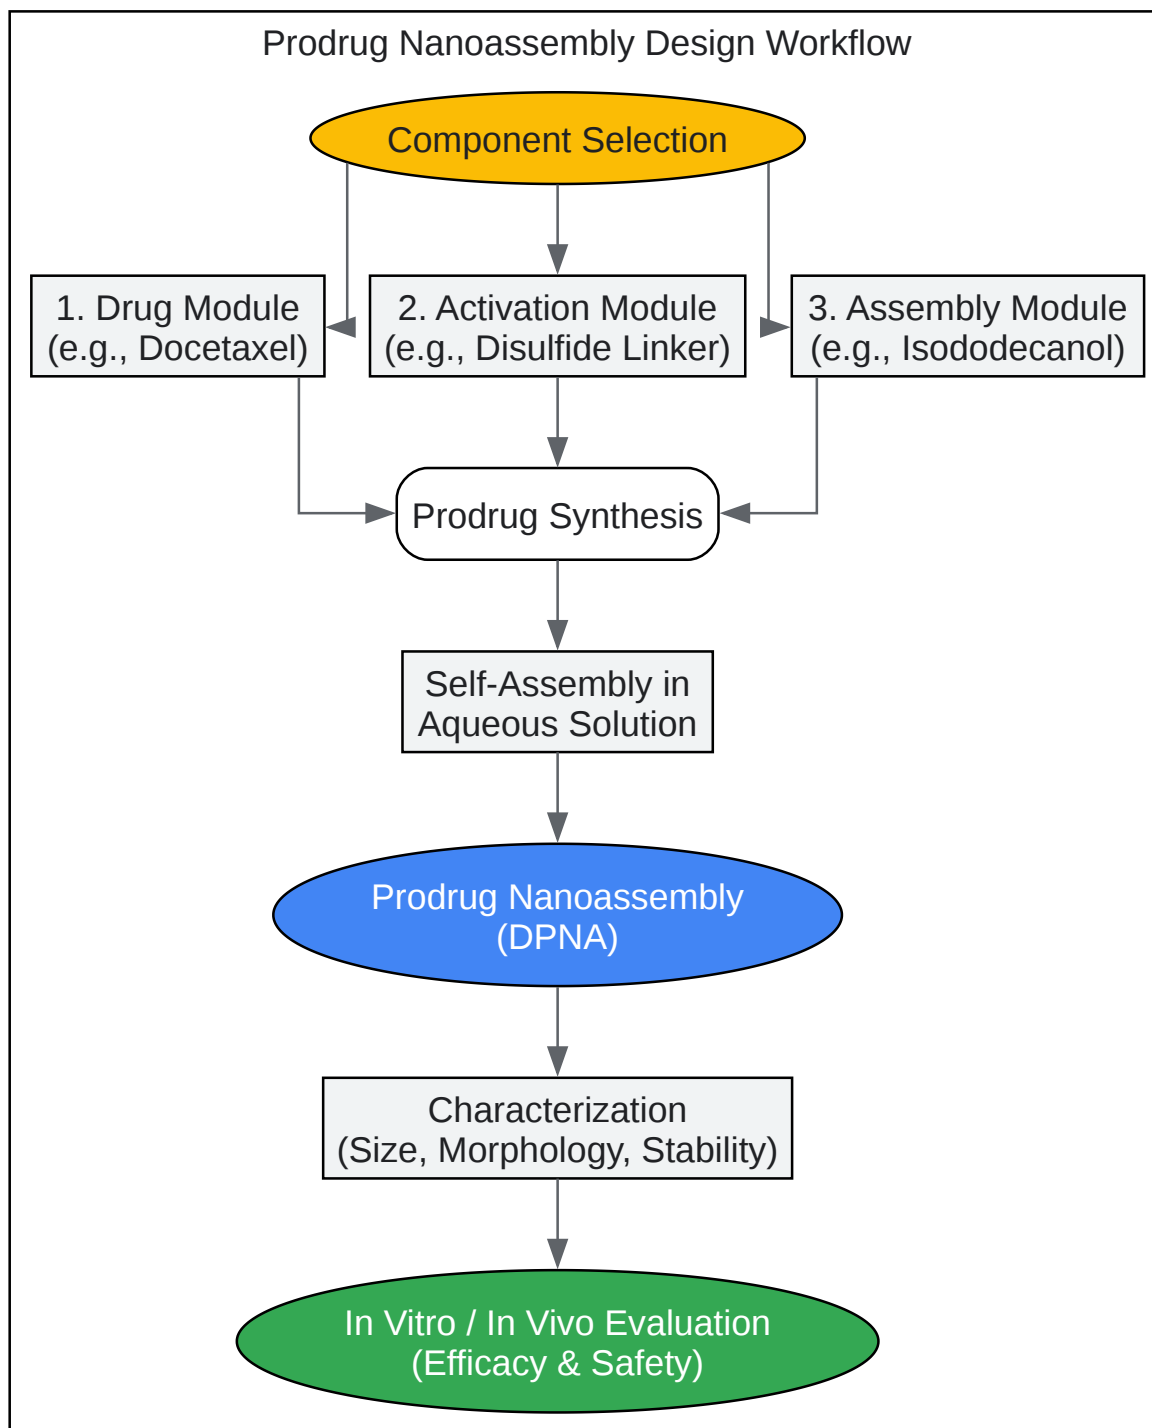 Prodrug Nanoassembly Design Workflow
Component Selection
1. Drug Module
(e.g., Docetaxel)
2. Activation Module
(e.g., Disulfide Linker)
3. Assembly Module
(e.g., Isododecanol)
Prodrug Synthesis
Self-Assembly in
Aqueous Solution
Prodrug Nanoassembly
(DPNA)
Characterization
(Size, Morphology, Stability)
In Vitro / In Vivo Evaluation
(Efficacy & Safety)